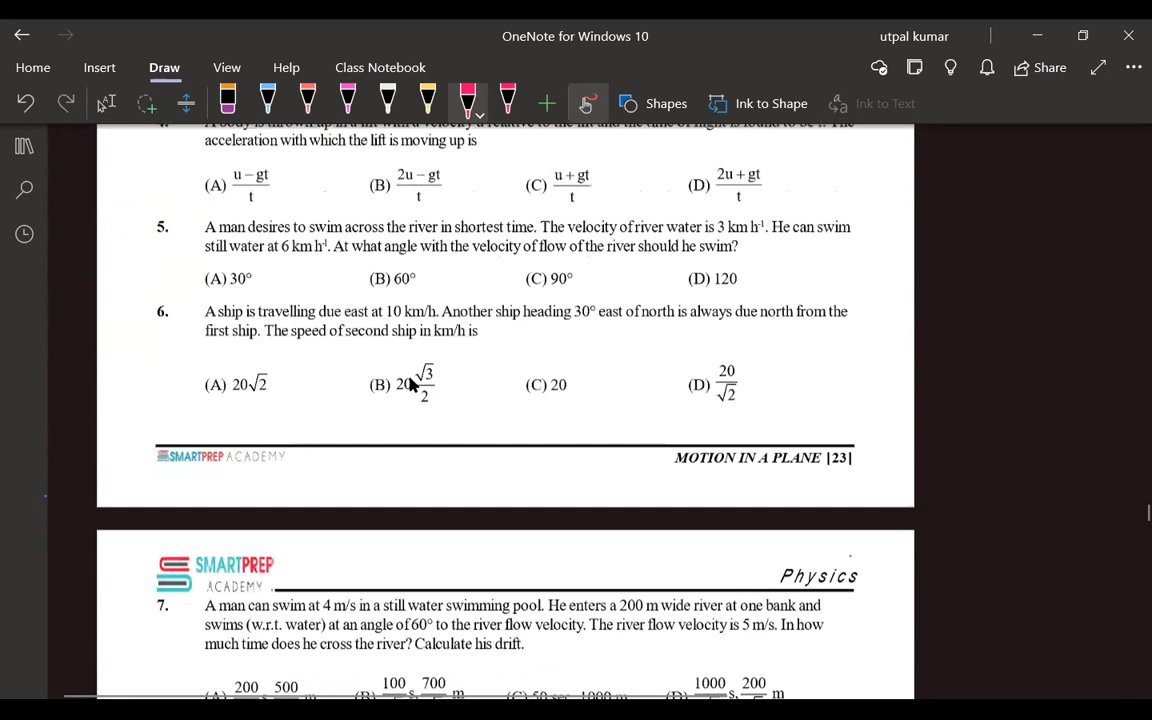 OneNote for Windows 10
utpal kumar
Home Insert Draw View Help Class Notebook
Share
Shapes Ink to Shape Ink to Text
acceleration with which the lift is moving up is
(A) u – gt / t (B) 2u – gt / t (C) u + gt / t (D) 2u + gt / t
5. A man desires to swim across the river in shortest time. The velocity of river water is 3 km h⁻¹. He can swim
still water at 6 km h⁻¹. At what angle with the velocity of flow of the river should he swim?
(A) 30° (B) 60° (C) 90° (D) 120
6. A ship is travelling due east at 10 km/h. Another ship heading 30° east of north is always due north from the
first ship. The speed of second ship in km/h is
(A) 20√2 (B) 20 √3 / 2 (C) 20 (D) 20 / √2
SMARTPREP ACADEMY MOTION IN A PLANE |23|
SMARTPREP
ACADEMY
Physics
7. A man can swim at 4 m/s in a still water swimming pool. He enters a 200 m wide river at one bank and
swims (w.r.t. water) at an angle of 60° to the river flow velocity. The river flow velocity is 5 m/s. In how
much time does he cross the river? Calculate his drift.
200 500 100 700 1000 200
s, m s, m s, m